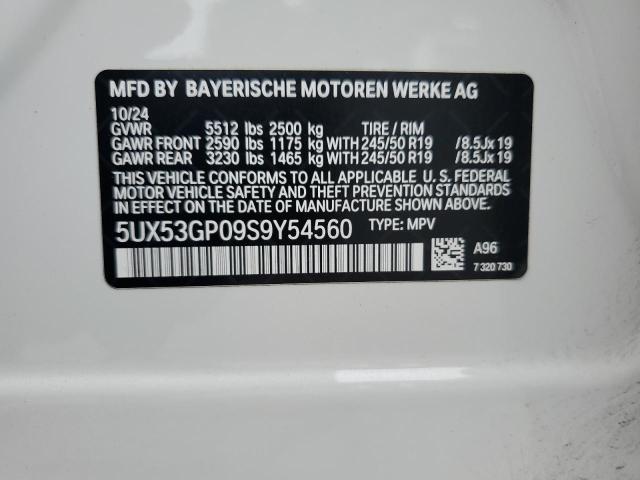 MFD BY BAYERISCHE MOTOREN WERKE AG
10/24
GVWR 5512 lbs 2500 kg TIRE / RIM
GAWR FRONT 2590 lbs 1175 kg WITH 245/50 R19 /8.5Jx19
GAWR REAR 3230 lbs 1465 kg WITH 245/50 R19 /8.5Jx19
THIS VEHICLE CONFORMS TO ALL APPLICABLE U. S. FEDERAL
MOTOR VEHICLE SAFETY AND THEFT PREVENTION STANDARDS
IN EFFECT ON THE DATE OF MANUFACTURE SHOWN ABOVE.
5UX53GP09S9Y54560 TYPE: MPV
A96
7 320 730